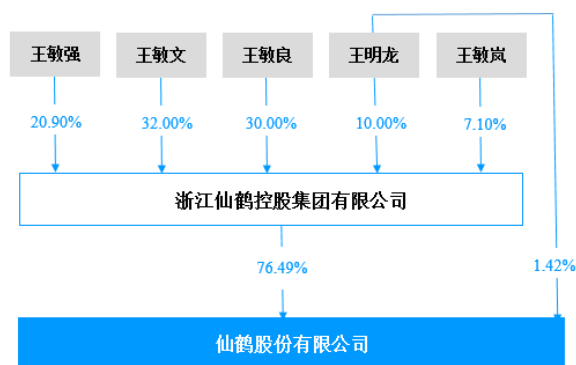 王敏强 王敏文 王敏良 王明龙 王敏岚
20.90% 32.00% 30.00% 10.00% 7.10%
浙江仙鹤控股集团有限公司
76.49% 1.42%
仙鹤股份有限公司